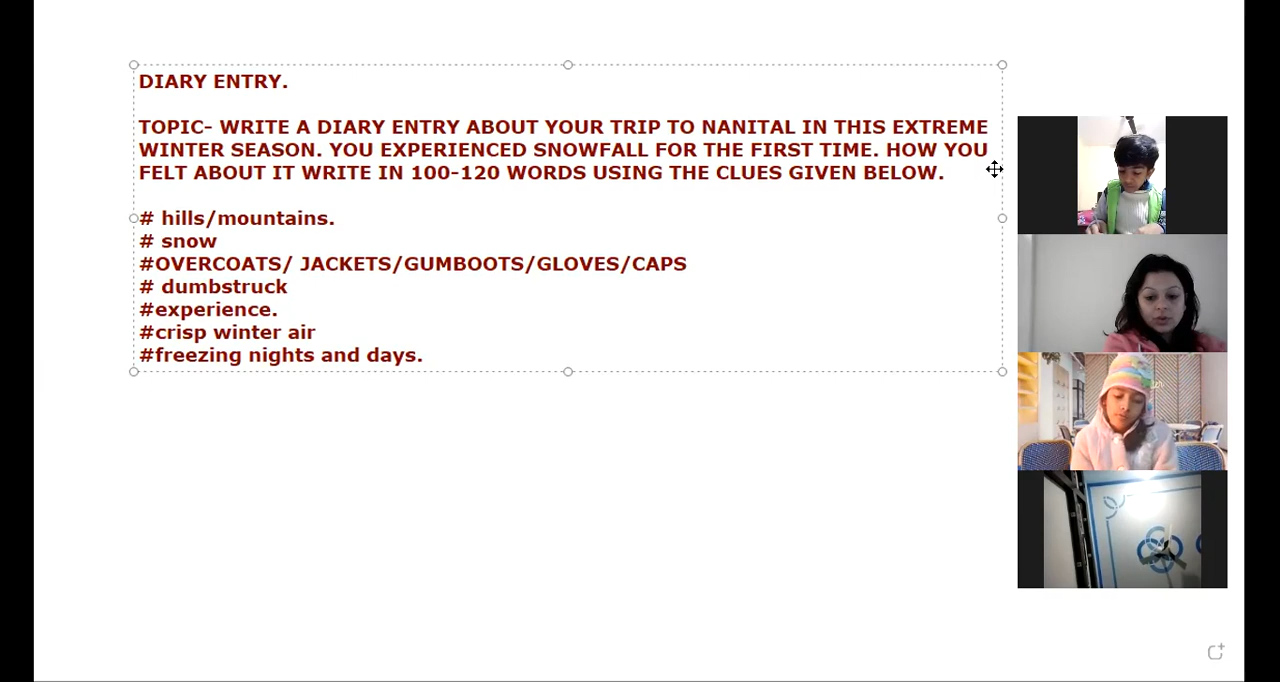 DIARY ENTRY.
TOPIC- WRITE A DIARY ENTRY ABOUT YOUR TRIP TO NANITAL IN THIS EXTREME
WINTER SEASON. YOU EXPERIENCED SNOWFALL FOR THE FIRST TIME. HOW YOU
FELT ABOUT IT WRITE IN 100-120 WORDS USING THE CLUES GIVEN BELOW.
# hills/mountains.
# snow
#OVERCOATS/ JACKETS/GUMBOOTS/GLOVES/CAPS
# dumbstruck
#experience.
#crisp winter air
#freezing nights and days.